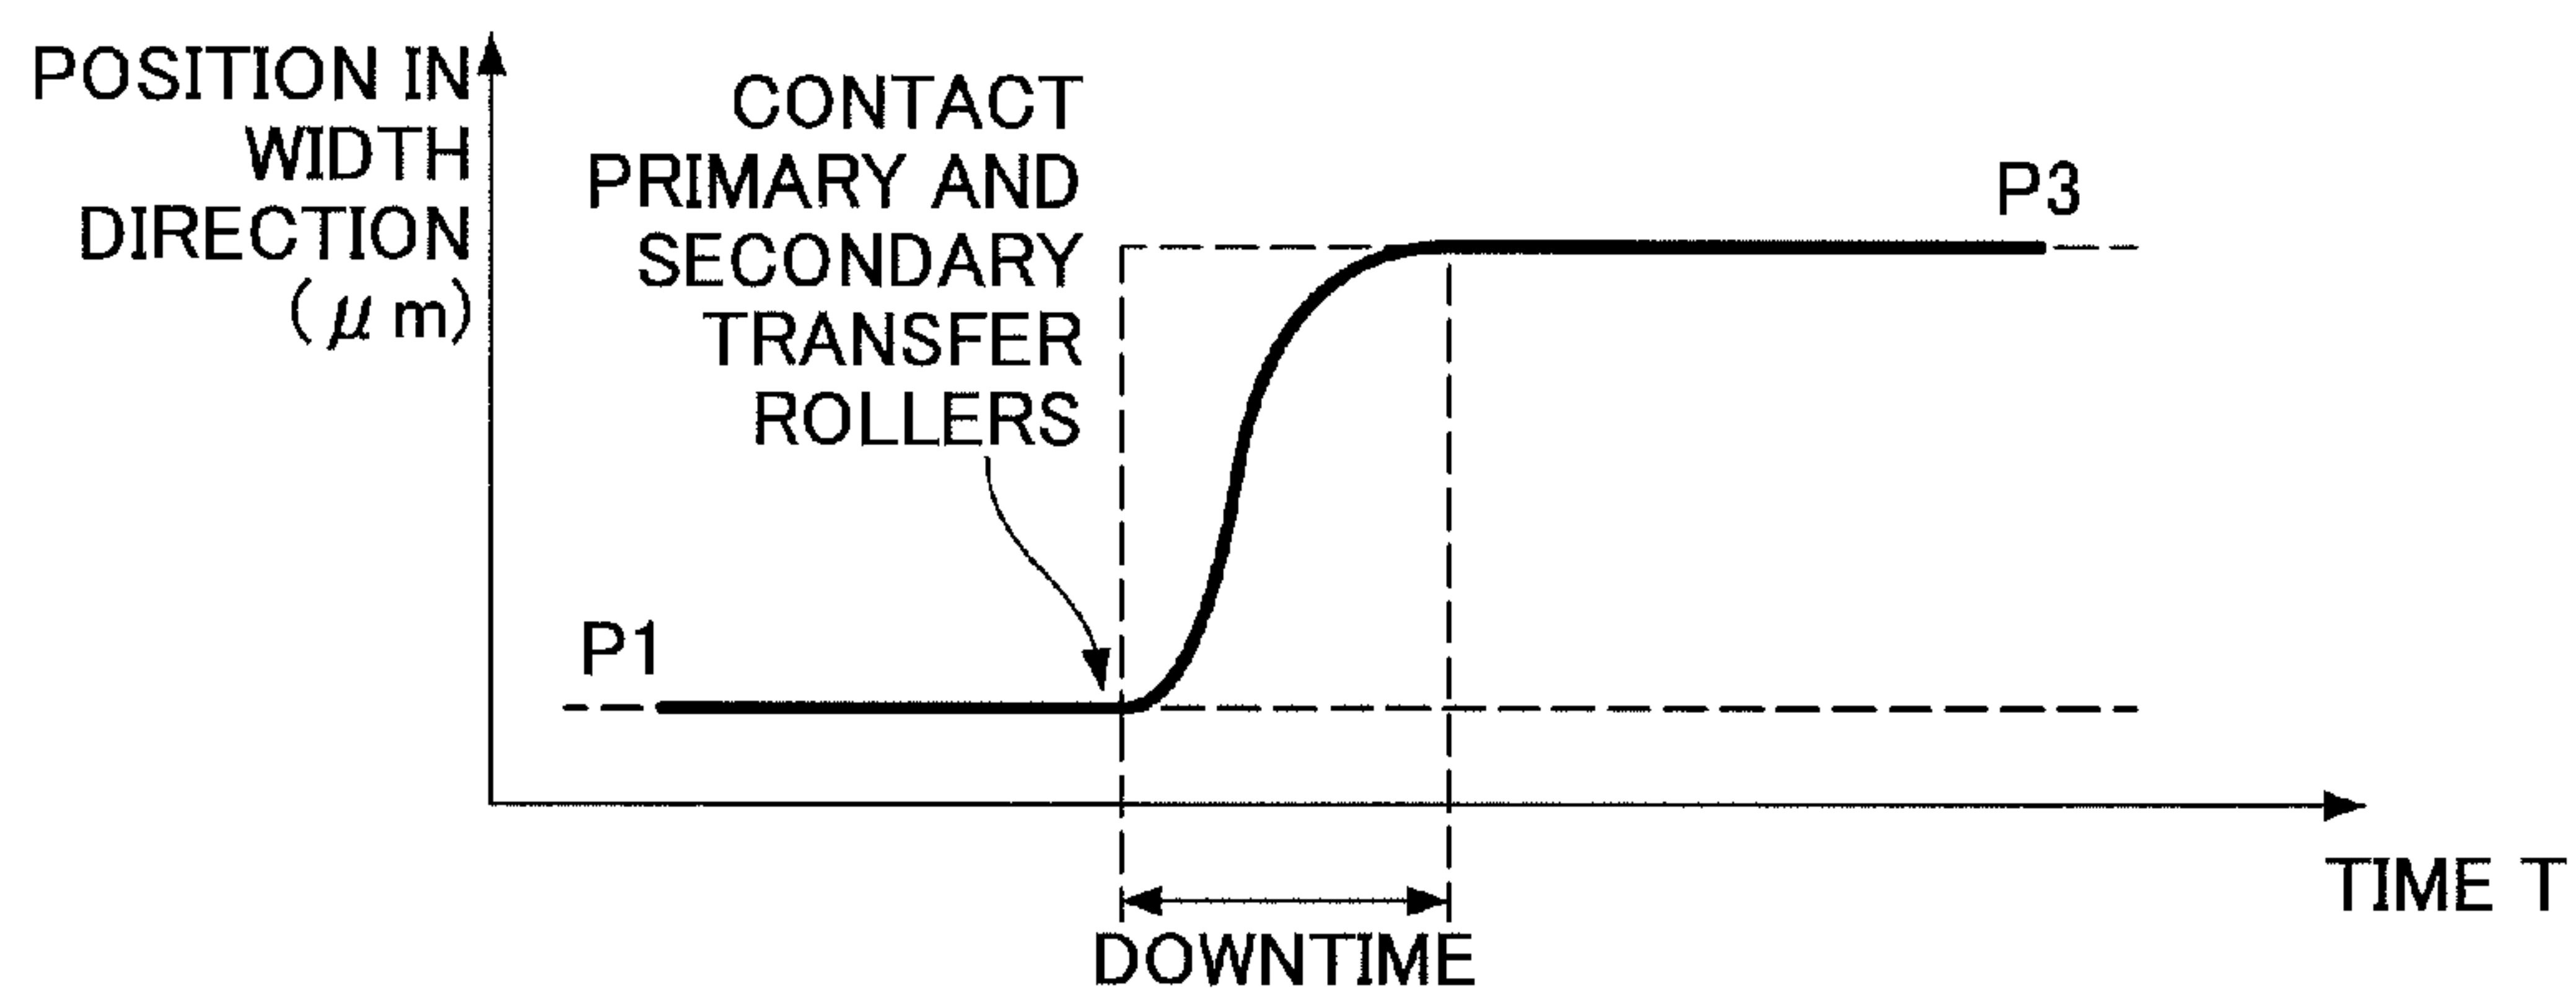 POSITION IN
WIDTH
DIRECTION
(μm)
CONTACT
PRIMARY AND
SECONDARY
TRANSFER
ROLLERS
P3
P1
TIME T
DOWNTIME